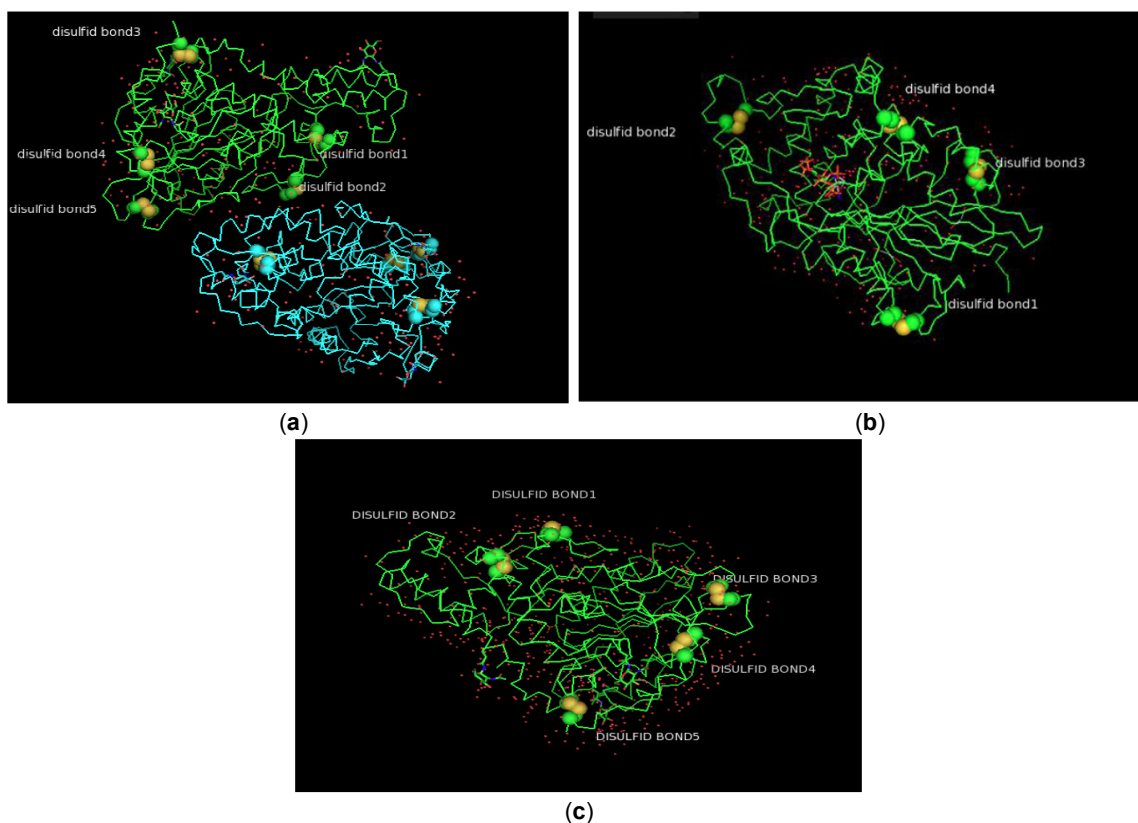 disulfid bond3
disulfid bond1
disulfid bond4
disulfid bond2
disulfid bond5
(a)
disulfid bond4
disulfid bond2
disulfid bond3
disulfid bond1
(b)
DISULFID BOND1
DISULFID BOND2
DISULFID BOND3
DISULFID BOND4
DISULFID BOND5
(c)